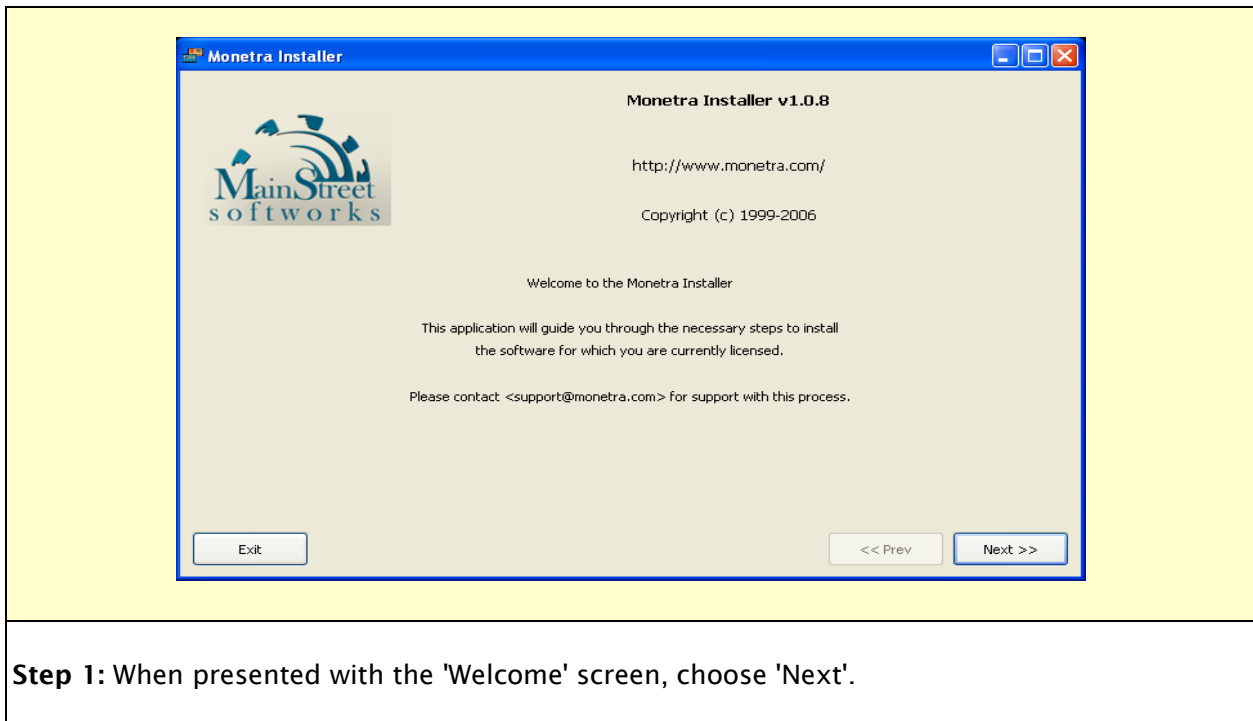 Monetra Installer
Monetra Installer v1.0.8
MainStreet
softworks
http://www.monetra.com/
Copyright (c) 1999-2006
Welcome to the Monetra Installer
This application will guide you through the necessary steps to install
the software for which you are currently licensed.
Please contact <support@monetra.com> for support with this process.
Exit
<< Prev
Next >>
Step 1: When presented with the 'Welcome' screen, choose 'Next'.